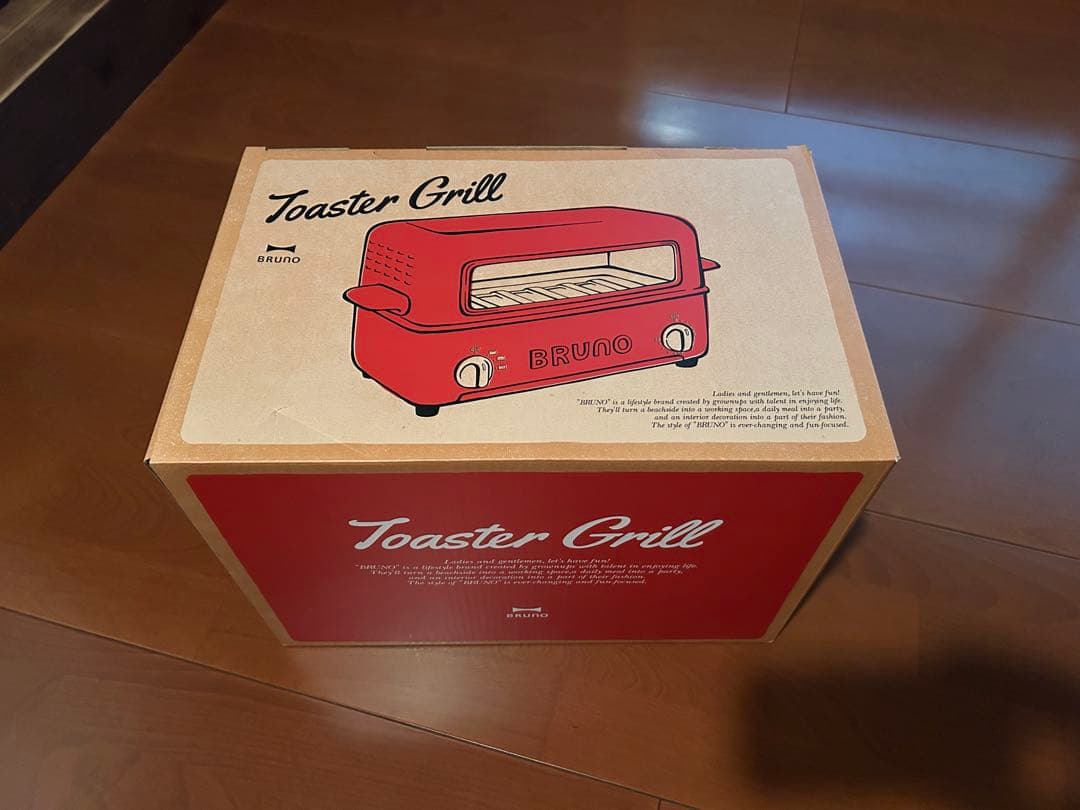 Toaster Grill
BRUNO
BRUNO
Ladies and gentlemen, let's have fun!
"BRUNO" is a lifestyle brand created by grownups with talent in enjoying life.
They'll turn a beachside into a working space,a daily meal into a party,
and an interior decoration into a part of their fashion.
The style of "BRUNO" is ever-changing and fun-focused.
Toaster Grill
Ladies and gentlemen, let's have fun!
"BRUNO" is a lifestyle brand created by grownups with talent in enjoying life.
They'll turn a beachside into a working space,a daily meal into a party,
and an interior decoration into a part of their fashion.
The style of "BRUNO" is ever-changing and fun-focused.
BRUNO